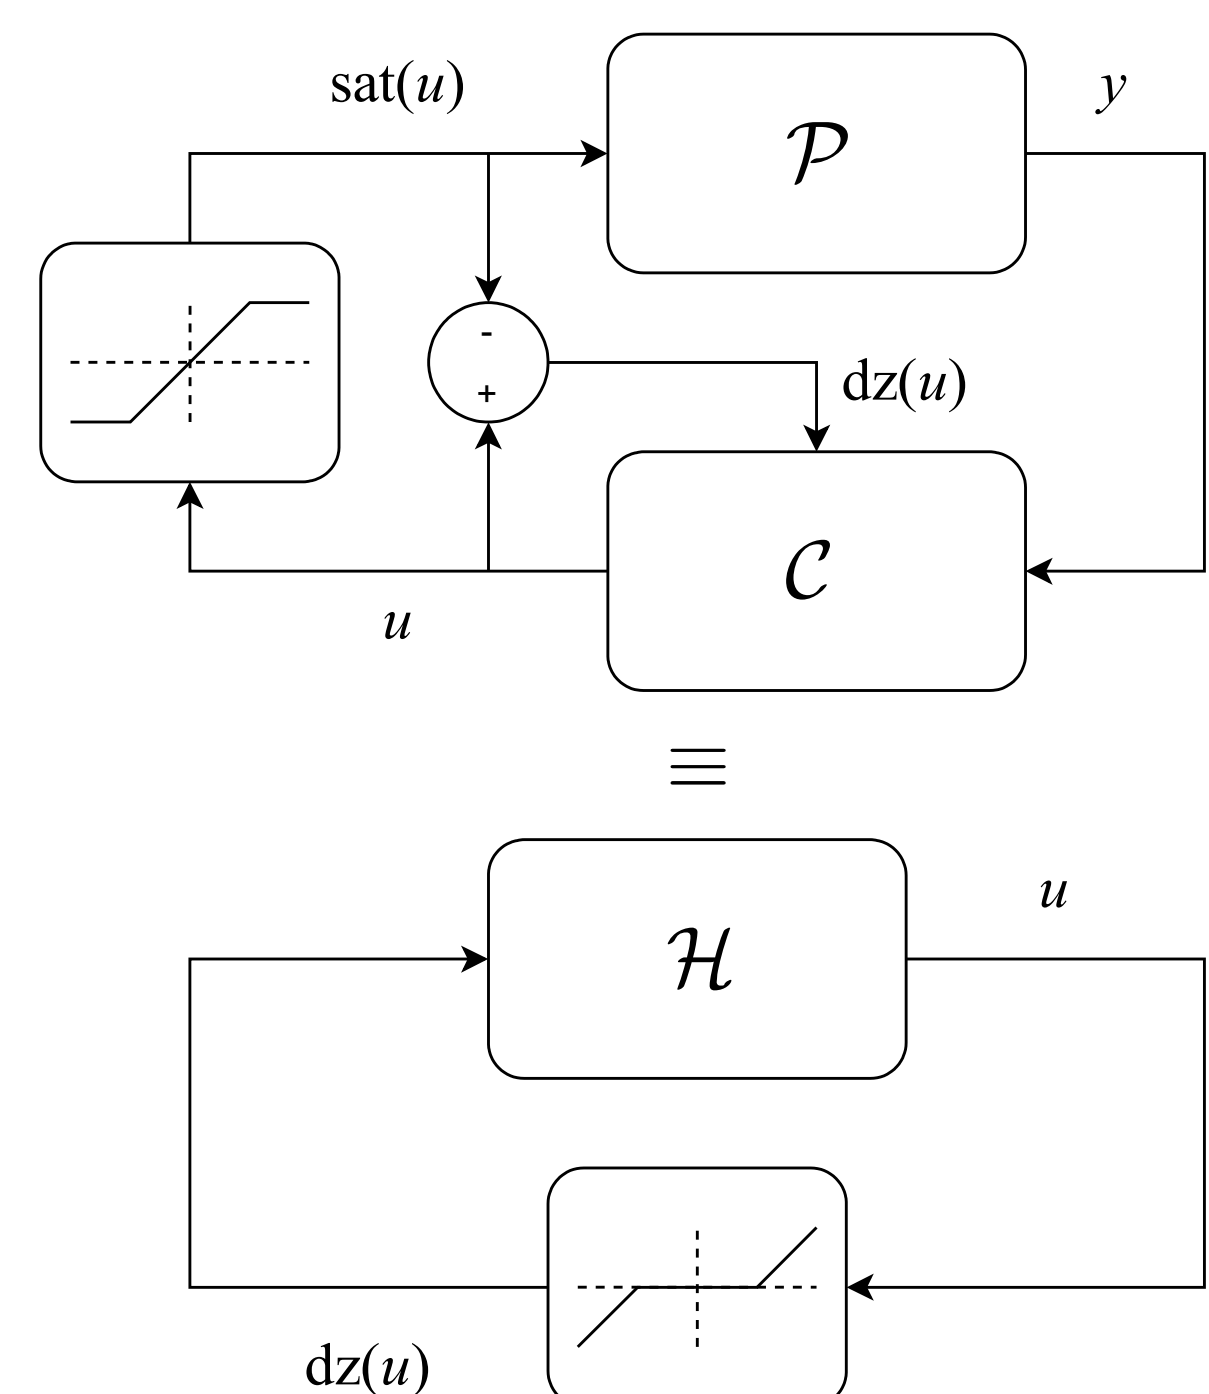 sat(u)
𝒫
y
-
+
dz(u)
𝒞
u
≡
ℋ
u
dz(u)